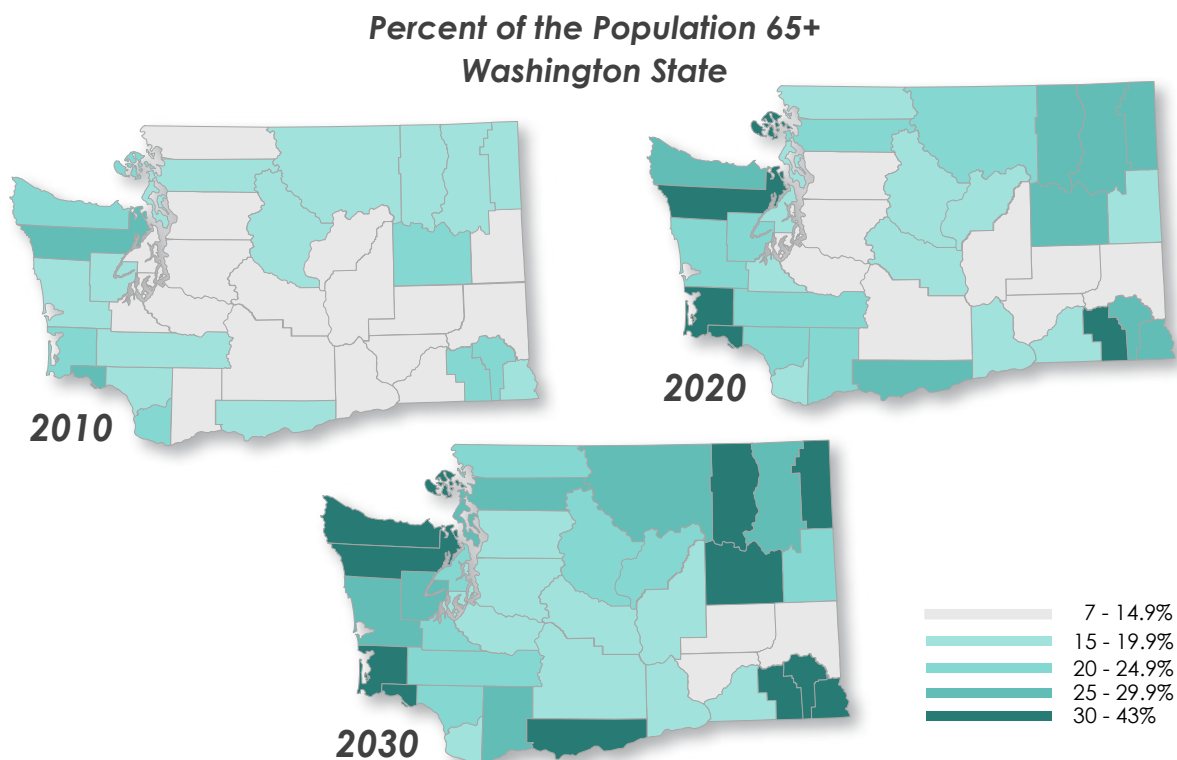 Percent of the Population 65+
Washington State
2010
2020
2030
7 - 14.9%
15 - 19.9%
20 - 24.9%
25 - 29.9%
30 - 43%